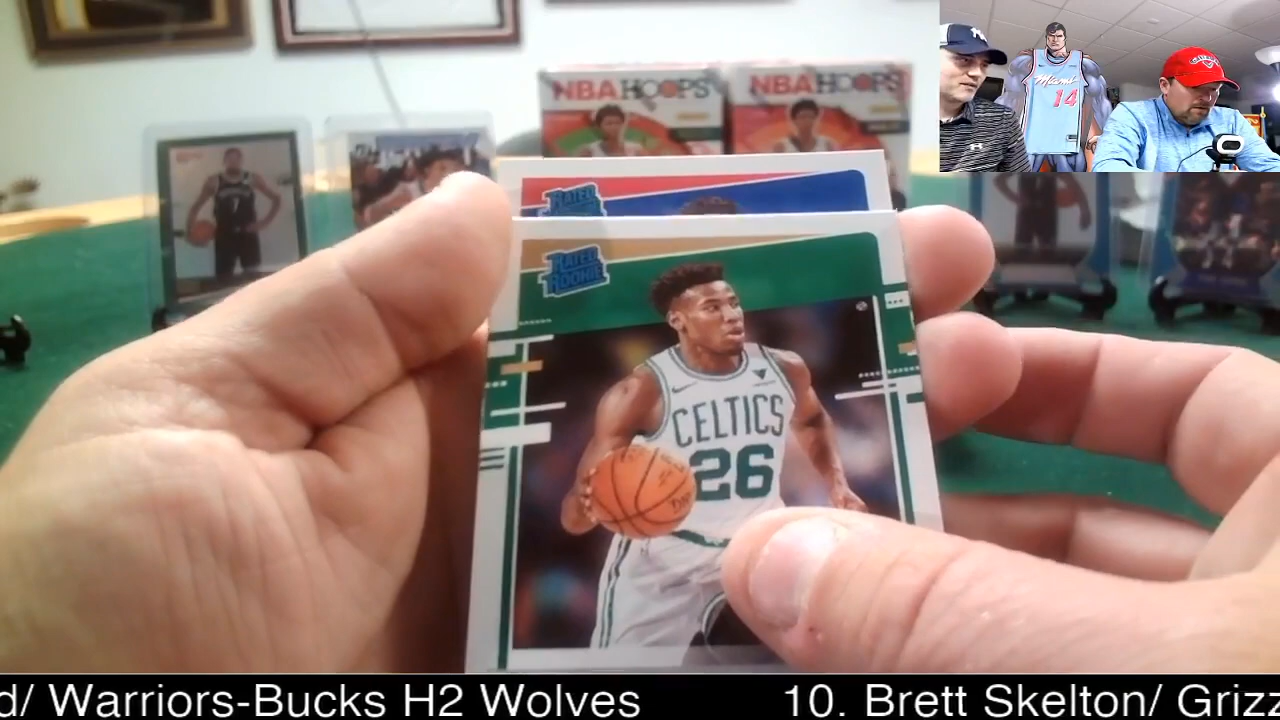 NBA HOOPS NBA HOOPS
Miami
14
RATED
ROOKIE
RATED
ROOKIE
CELTICS
26
d/ Warriors-Bucks H2 Wolves 10. Brett Skelton/ Grizz